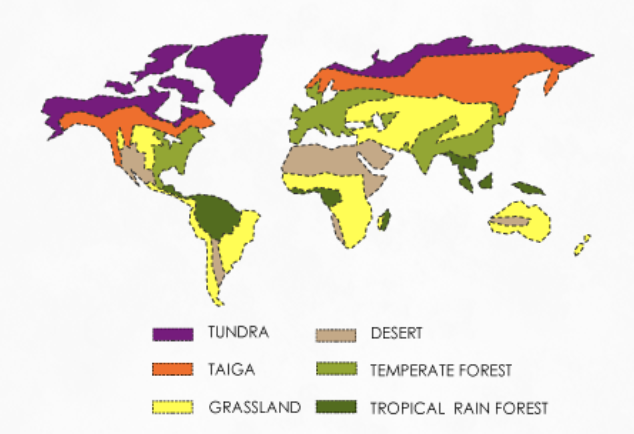 TUNDRA
DESERT
TAIGA
TEMPERATE FOREST
GRASSLAND
TROPICAL RAIN FOREST